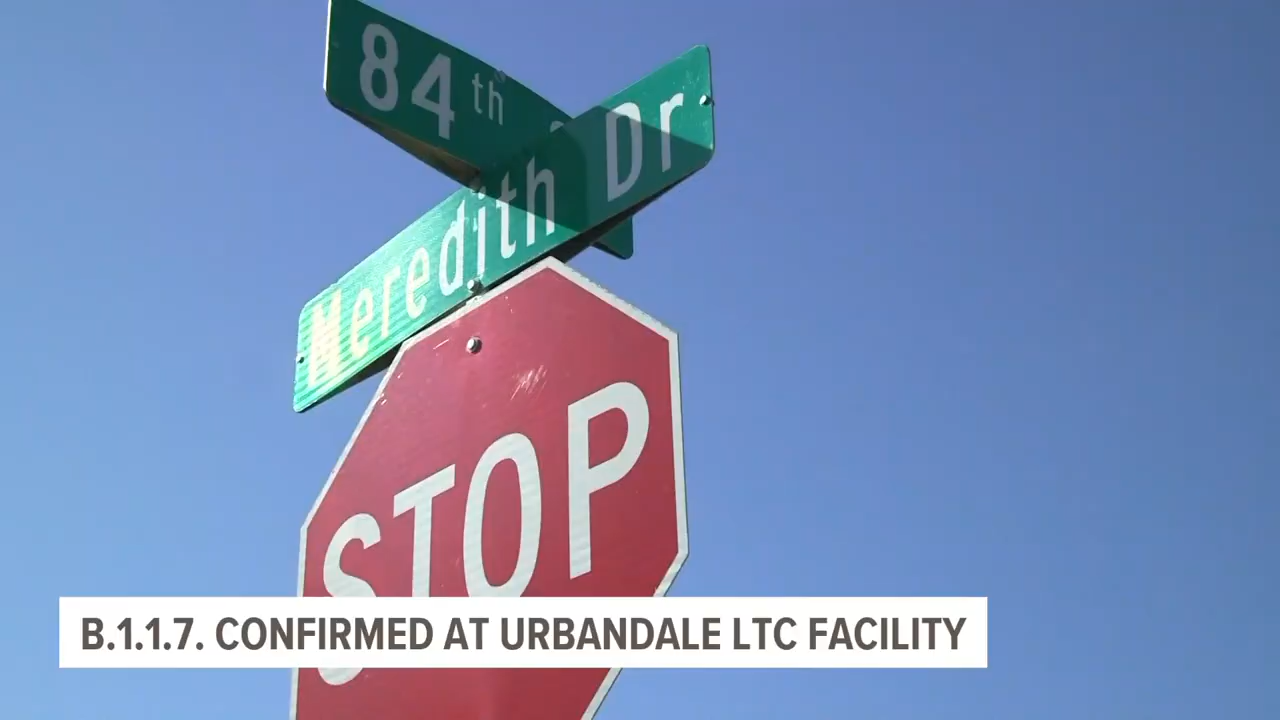 84th
Meredith Dr
STOP
B.1.1.7. CONFIRMED AT URBANDALE LTC FACILITY